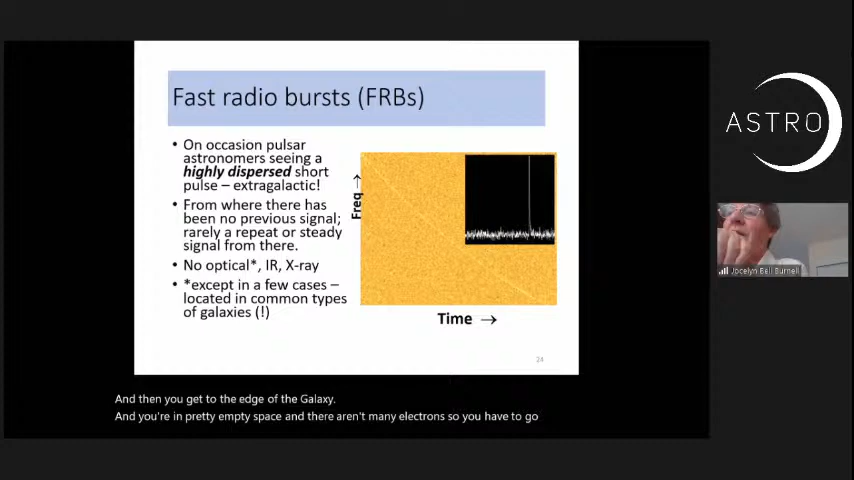 Fast radio bursts (FRBs)
• On occasion pulsar
astronomers seeing a
highly dispersed short
pulse – extragalactic!
• From where there has
been no previous signal;
rarely a repeat or steady
signal from there.
• No optical*, IR, X-ray
• *except in a few cases –
located in common types
of galaxies (!)
Freq →
Time →
24
And then you get to the edge of the Galaxy.
And you're in pretty empty space and there aren't many electrons so you have to go
ASTRO
Jocelyn Bell Burnell